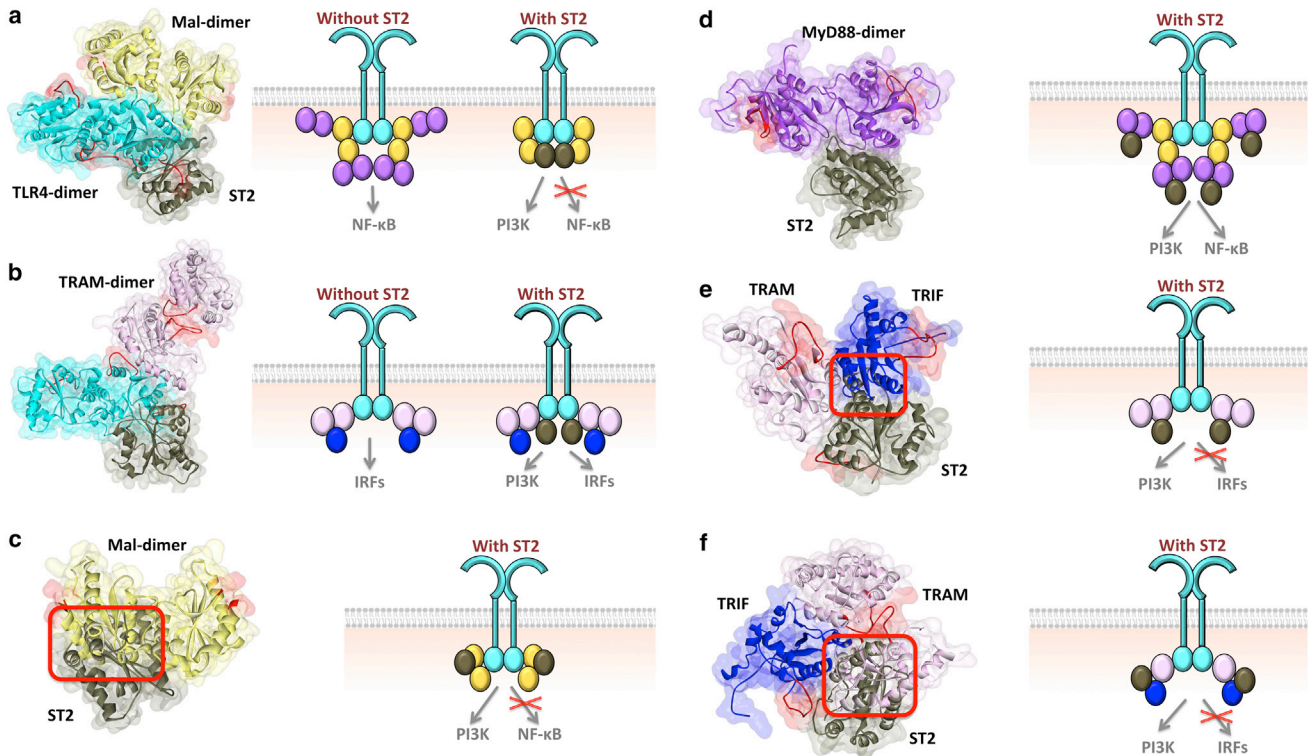 a
Mal-dimer
TLR4-dimer
ST2
Without ST2
With ST2
NF-κB
PI3K
NF-κB
b
TRAM-dimer
Without ST2
With ST2
IRFs
PI3K
IRFs
c
Mal-dimer
ST2
With ST2
PI3K
NF-κB
d
MyD88-dimer
ST2
With ST2
PI3K
NF-κB
e
TRAM
TRIF
ST2
With ST2
PI3K
IRFs
f
TRIF
TRAM
ST2
With ST2
PI3K
IRFs